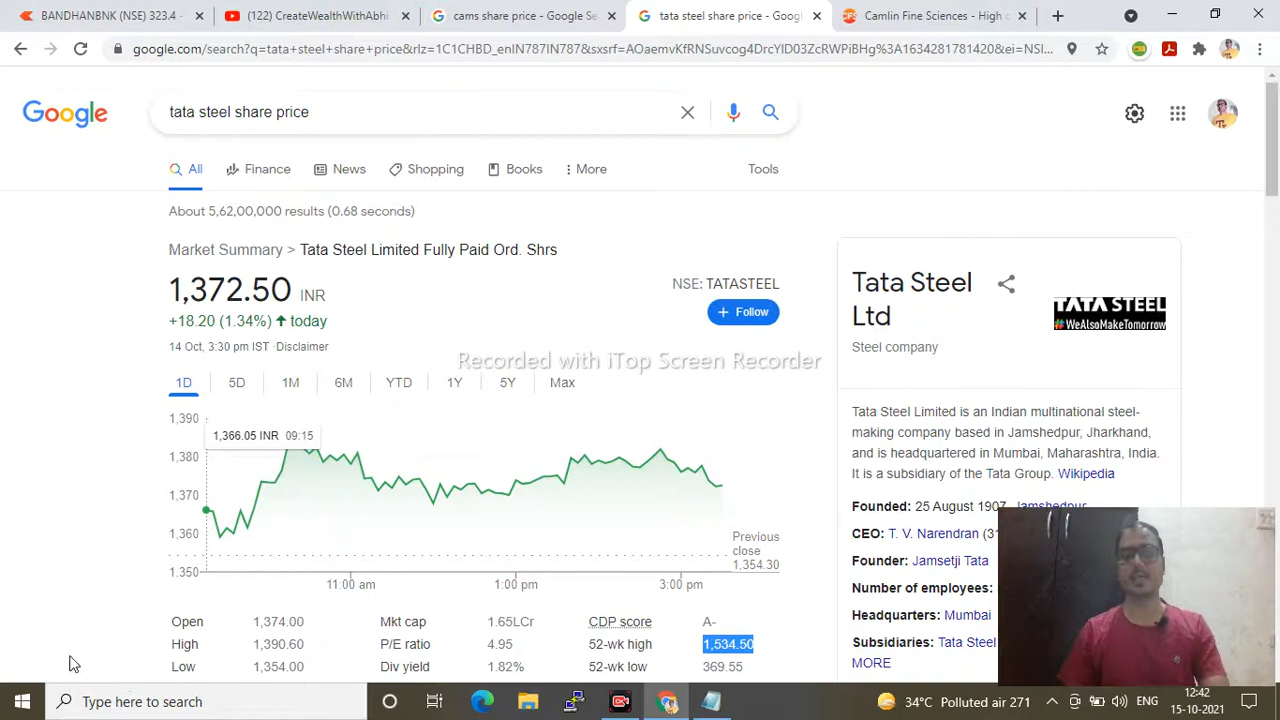 BANDHANBNK (NSE) 323.4 -
(122) CreateWealthWithAbhi
cams share price - Google Se
tata steel share price - Googl
Camlin Fine Sciences - High c
google.com/search?q=tata+steel+share+price&rlz=1C1CHBD_enIN787IN787&sxsrf=AOaemvKfRNSuvcog4DrcYlD03ZcRWPiBHg%3A1634281781420&ei=NSl...
Google
tata steel share price
All
Finance
News
Shopping
Books
More
Tools
About 5,62,00,000 results (0.68 seconds)
Market Summary > Tata Steel Limited Fully Paid Ord. Shrs
1,372.50 INR
NSE: TATASTEEL
+ Follow
+18.20 (1.34%) ↑ today
14 Oct, 3:30 pm IST · Disclaimer
Recorded with iTop Screen Recorder
1D 5D 1M 6M YTD 1Y 5Y Max
1,390
1,366.05 INR 09:15
1,380
1,370
1,360
1,350
Previous
close
1,354.30
11:00 am 1:00 pm 3:00 pm
Open 1,374.00 Mkt cap 1.65LCr CDP score A-
High 1,390.60 P/E ratio 4.95 52-wk high 1,534.50
Low 1,354.00 Div yield 1.82% 52-wk low 369.55
Tata Steel
Ltd
Steel company
TATA STEEL
#WeAlsoMakeTomorrow
Tata Steel Limited is an Indian multinational steel-
making company based in Jamshedpur, Jharkhand,
and is headquartered in Mumbai, Maharashtra, India.
It is a subsidiary of the Tata Group. Wikipedia
Founded: 25 August 1907, Jamshedpur
CEO: T. V. Narendran (31
Founder: Jamsetji Tata
Number of employees:
Headquarters: Mumbai
Subsidiaries: Tata Steel
MORE
Type here to search
34°C Polluted air 271
ENG
12:42
15-10-2021